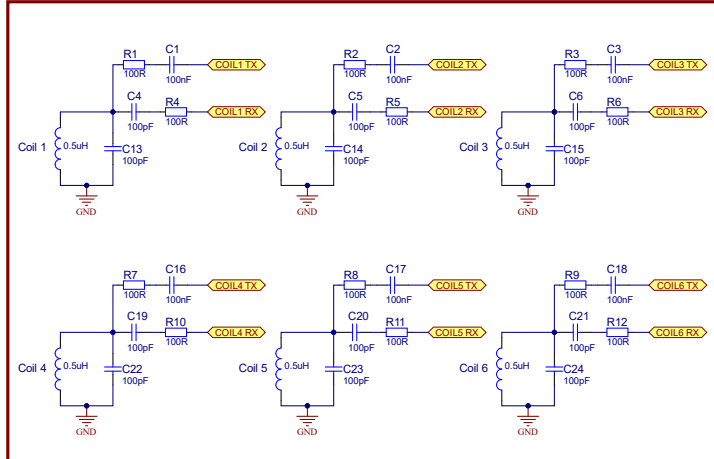 R1 C1
COIL1 TX
100R 100nF
C4 R4
COIL1 RX
100pF 100R
Coil 1 0.5uH C13
100pF
GND
R2 C2
COIL2 TX
100R 100nF
C5 R5
COIL2 RX
100pF 100R
Coil 2 0.5uH C14
100pF
GND
R3 C3
COIL3 TX
100R 100nF
C6 R6
COIL3 RX
100pF 100R
Coil 3 0.5uH C15
100pF
GND
R7 C16
COIL4 TX
100R 100nF
C19 R10
COIL4 RX
100pF 100R
Coil 4 0.5uH C22
100pF
GND
R8 C17
COIL5 TX
100R 100nF
C20 R11
COIL5 RX
100pF 100R
Coil 5 0.5uH C23
100pF
GND
R9 C18
COIL6 TX
100R 100nF
C21 R12
COIL6 RX
100pF 100R
Coil 6 0.5uH C24
100pF
GND